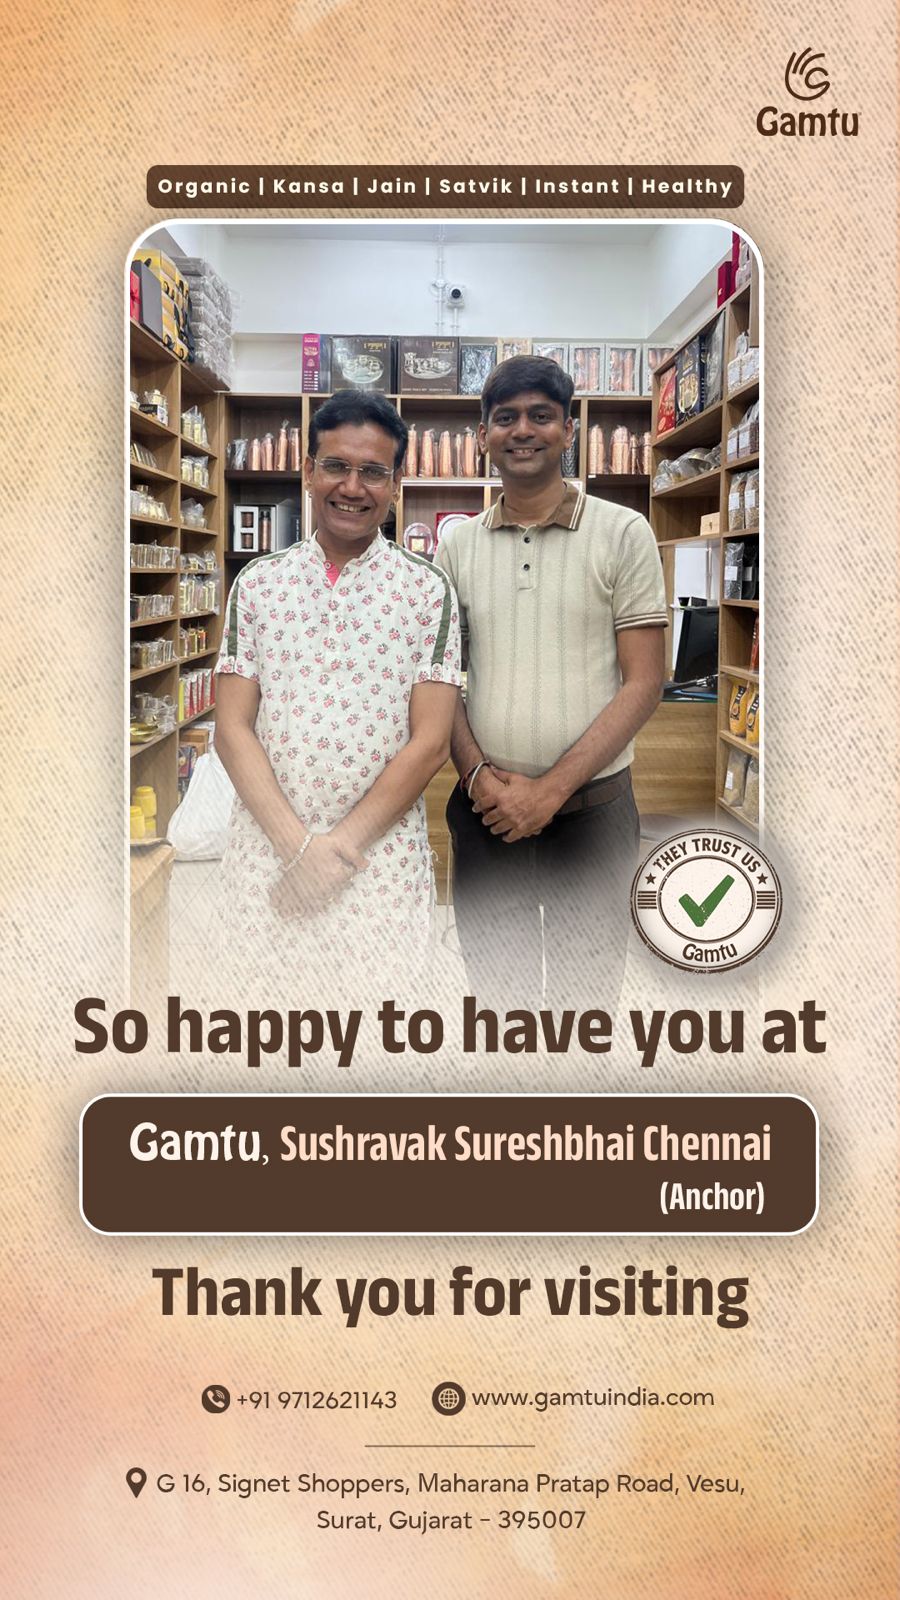 Gamtu
Organic | Kansa | Jain | Satvik | Instant | Healthy
THEY TRUST US
Gamtu
So happy to have you at
Gamtu, Sushravak Sureshbhai Chennai
(Anchor)
Thank you for visiting
+91 9712621143 www.gamtuindia.com
G 16, Signet Shoppers, Maharana Pratap Road, Vesu,
Surat, Gujarat - 395007